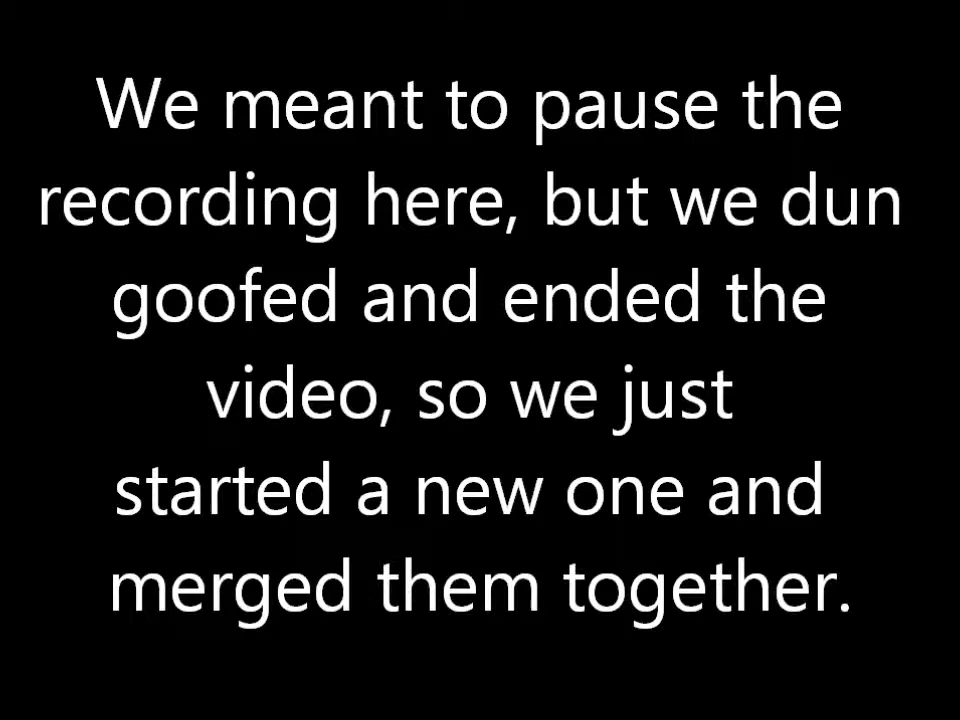 We meant to pause the
recording here, but we dun
goofed and ended the
video, so we just
started a new one and
merged them together.